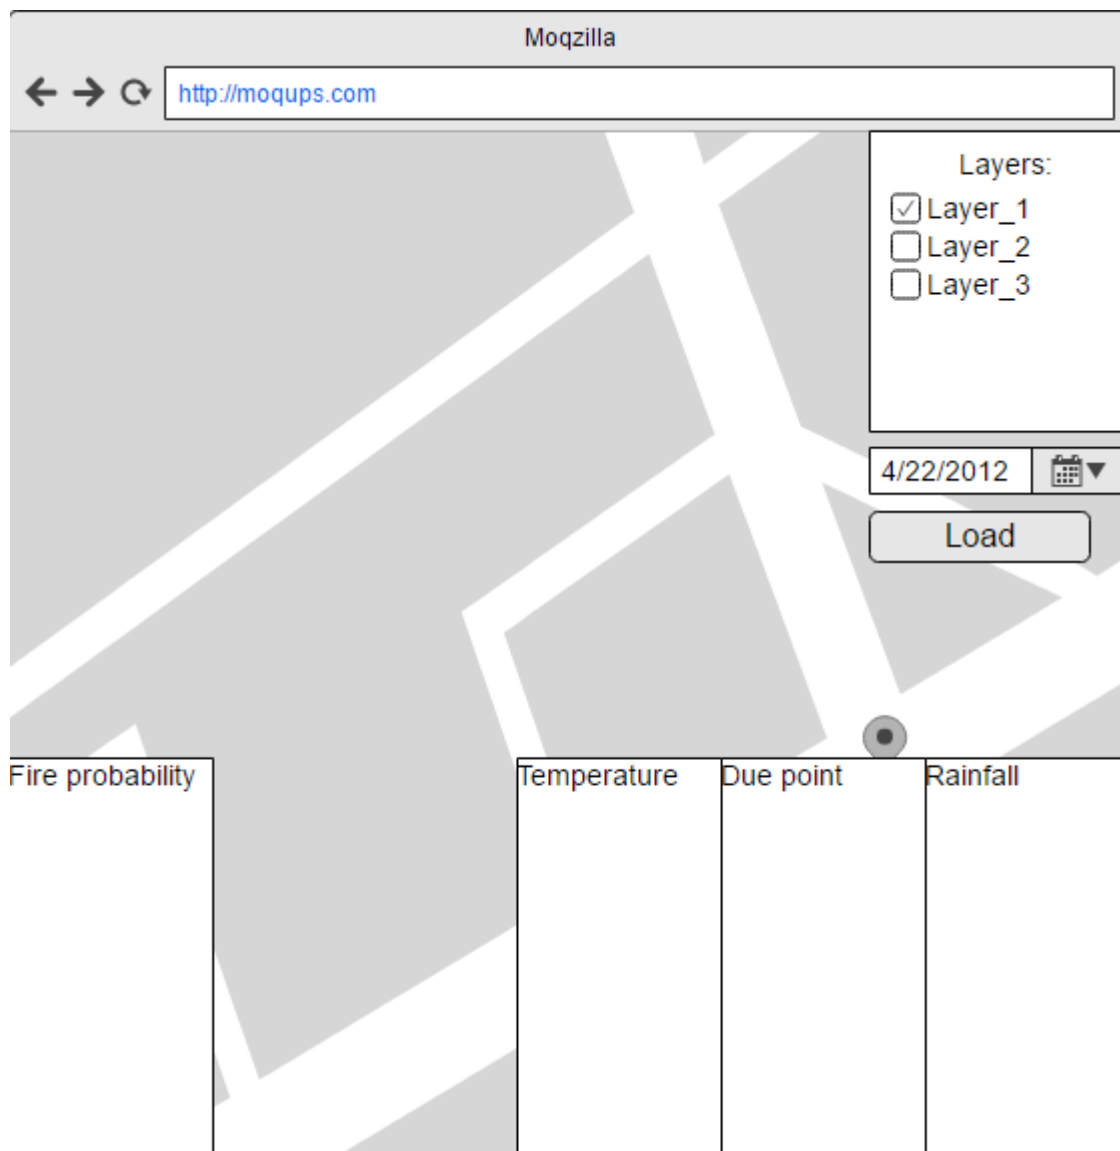 Moqzilla
http://moqups.com
Layers:
Layer_1
Layer_2
Layer_3
4/22/2012
Load
Fire probability
Temperature
Due point
Rainfall